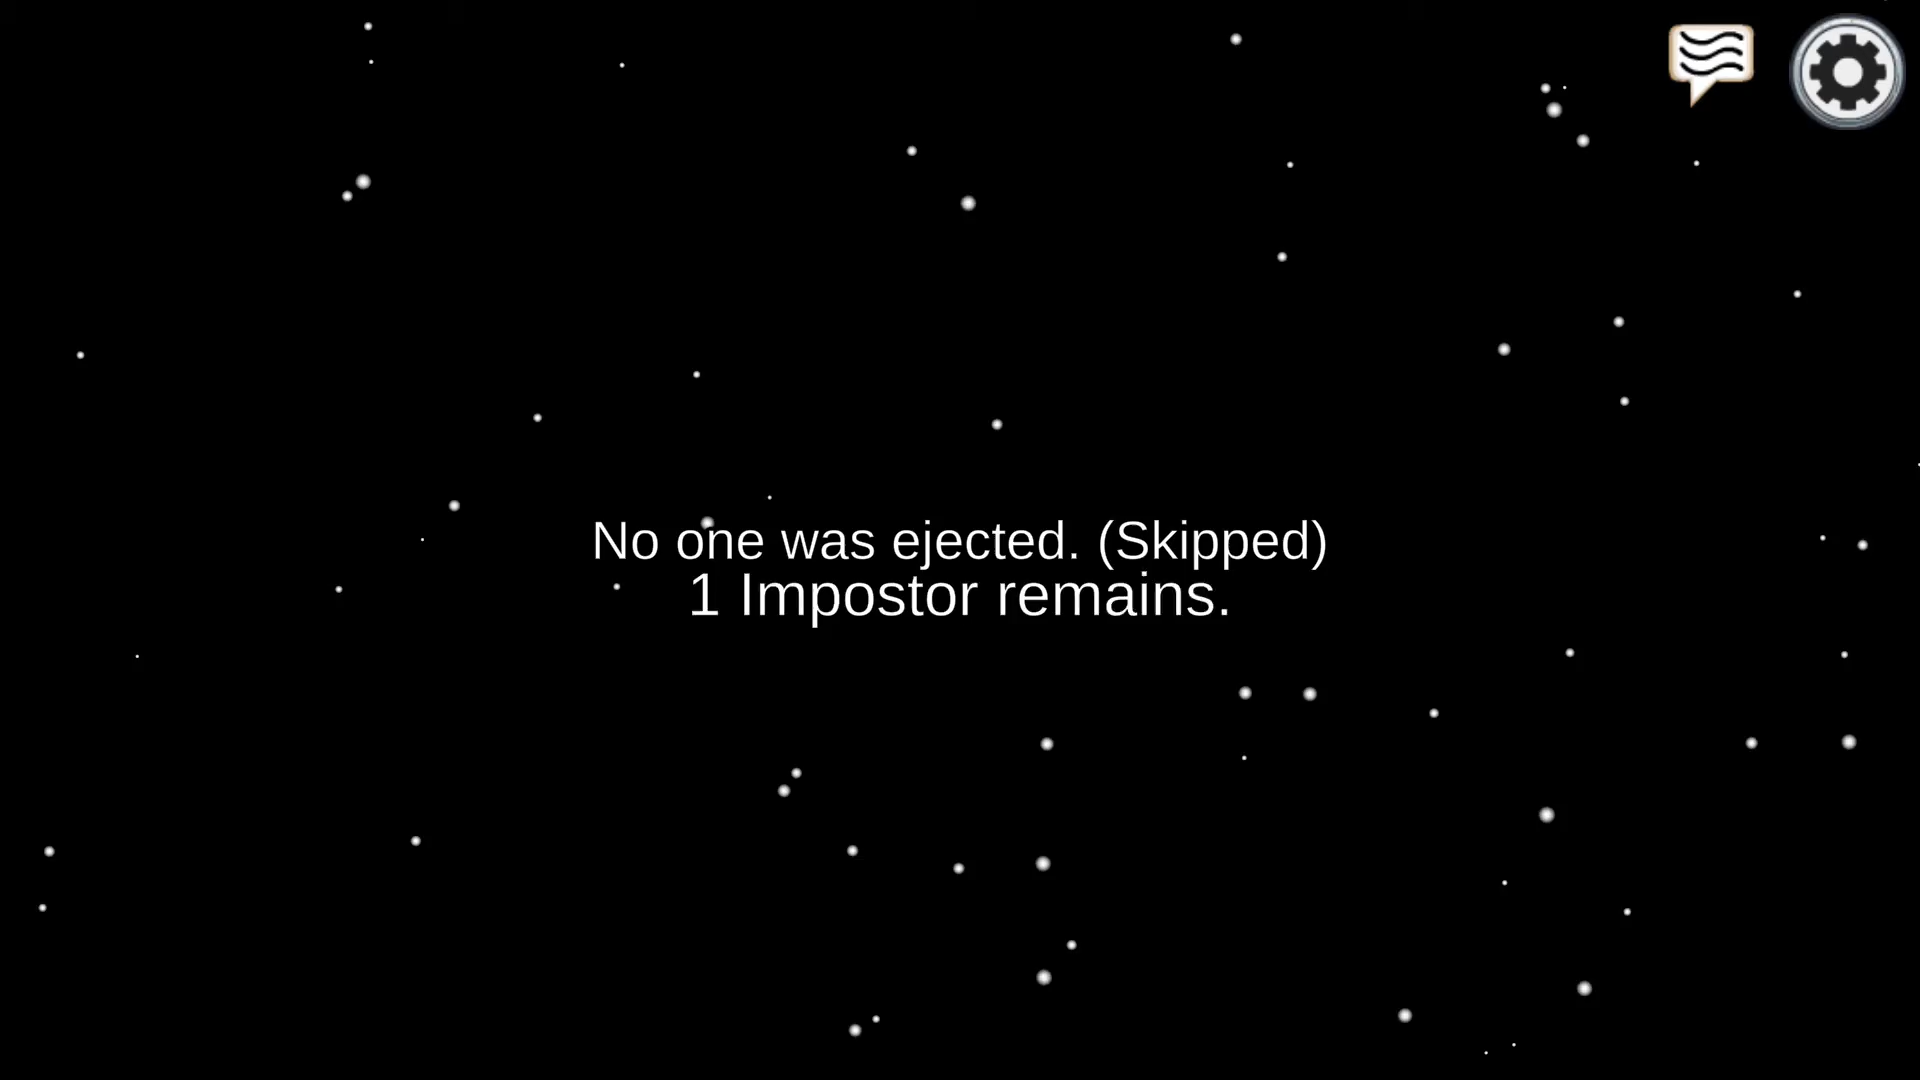 No one was ejected. (Skipped)
1 Impostor remains.